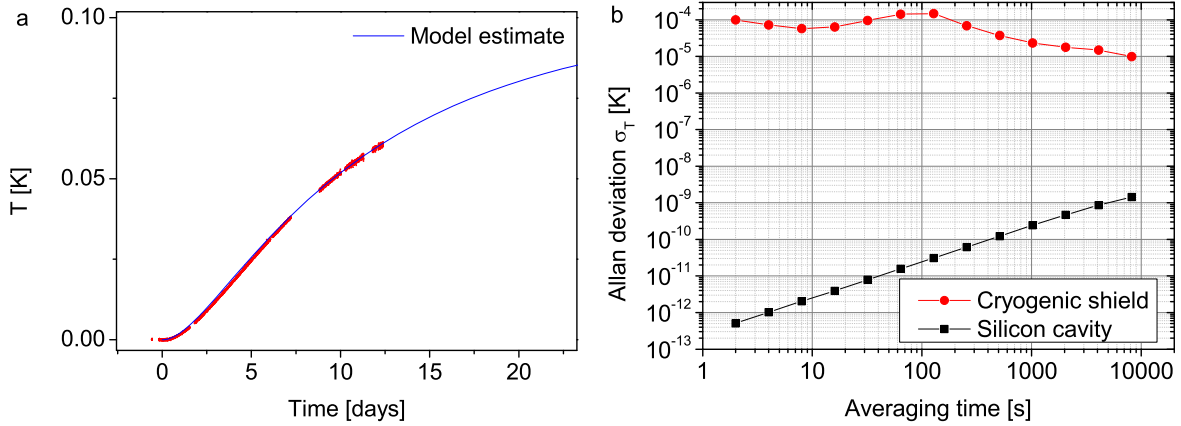 a
0.10
0.05
0.00
T [K]
Model estimate
0 5 10 15 20
Time [days]
b
10⁻⁴
10⁻⁵
10⁻⁶
10⁻⁷
10⁻⁸
10⁻⁹
10⁻¹⁰
10⁻¹¹
10⁻¹²
10⁻¹³
Allan deviation σ_T [K]
Cryogenic shield
Silicon cavity
1 10 100 1000 10000
Averaging time [s]